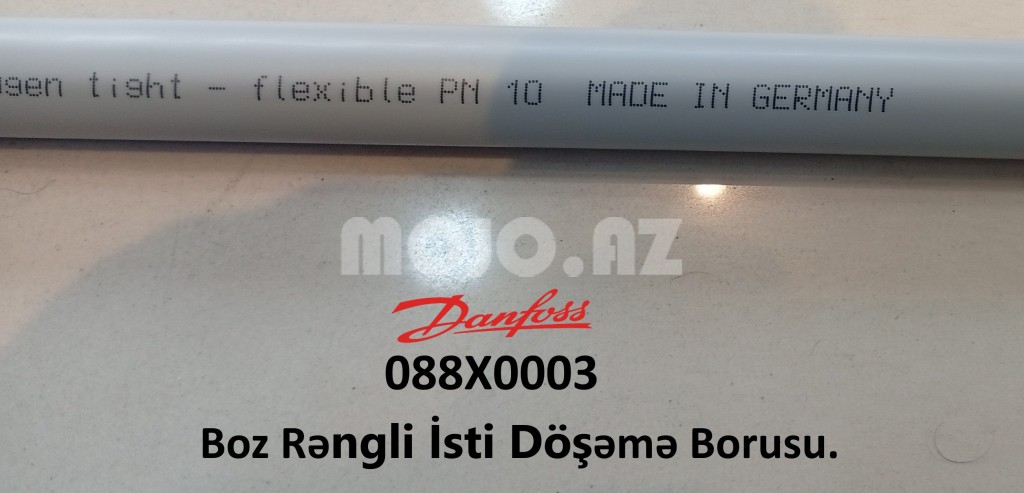 tight - flexible PN 10 MADE IN GERMANY
MOJO.AZ
Danfoss
088X0003
Boz Rəngli İsti Döşəmə Borusu.